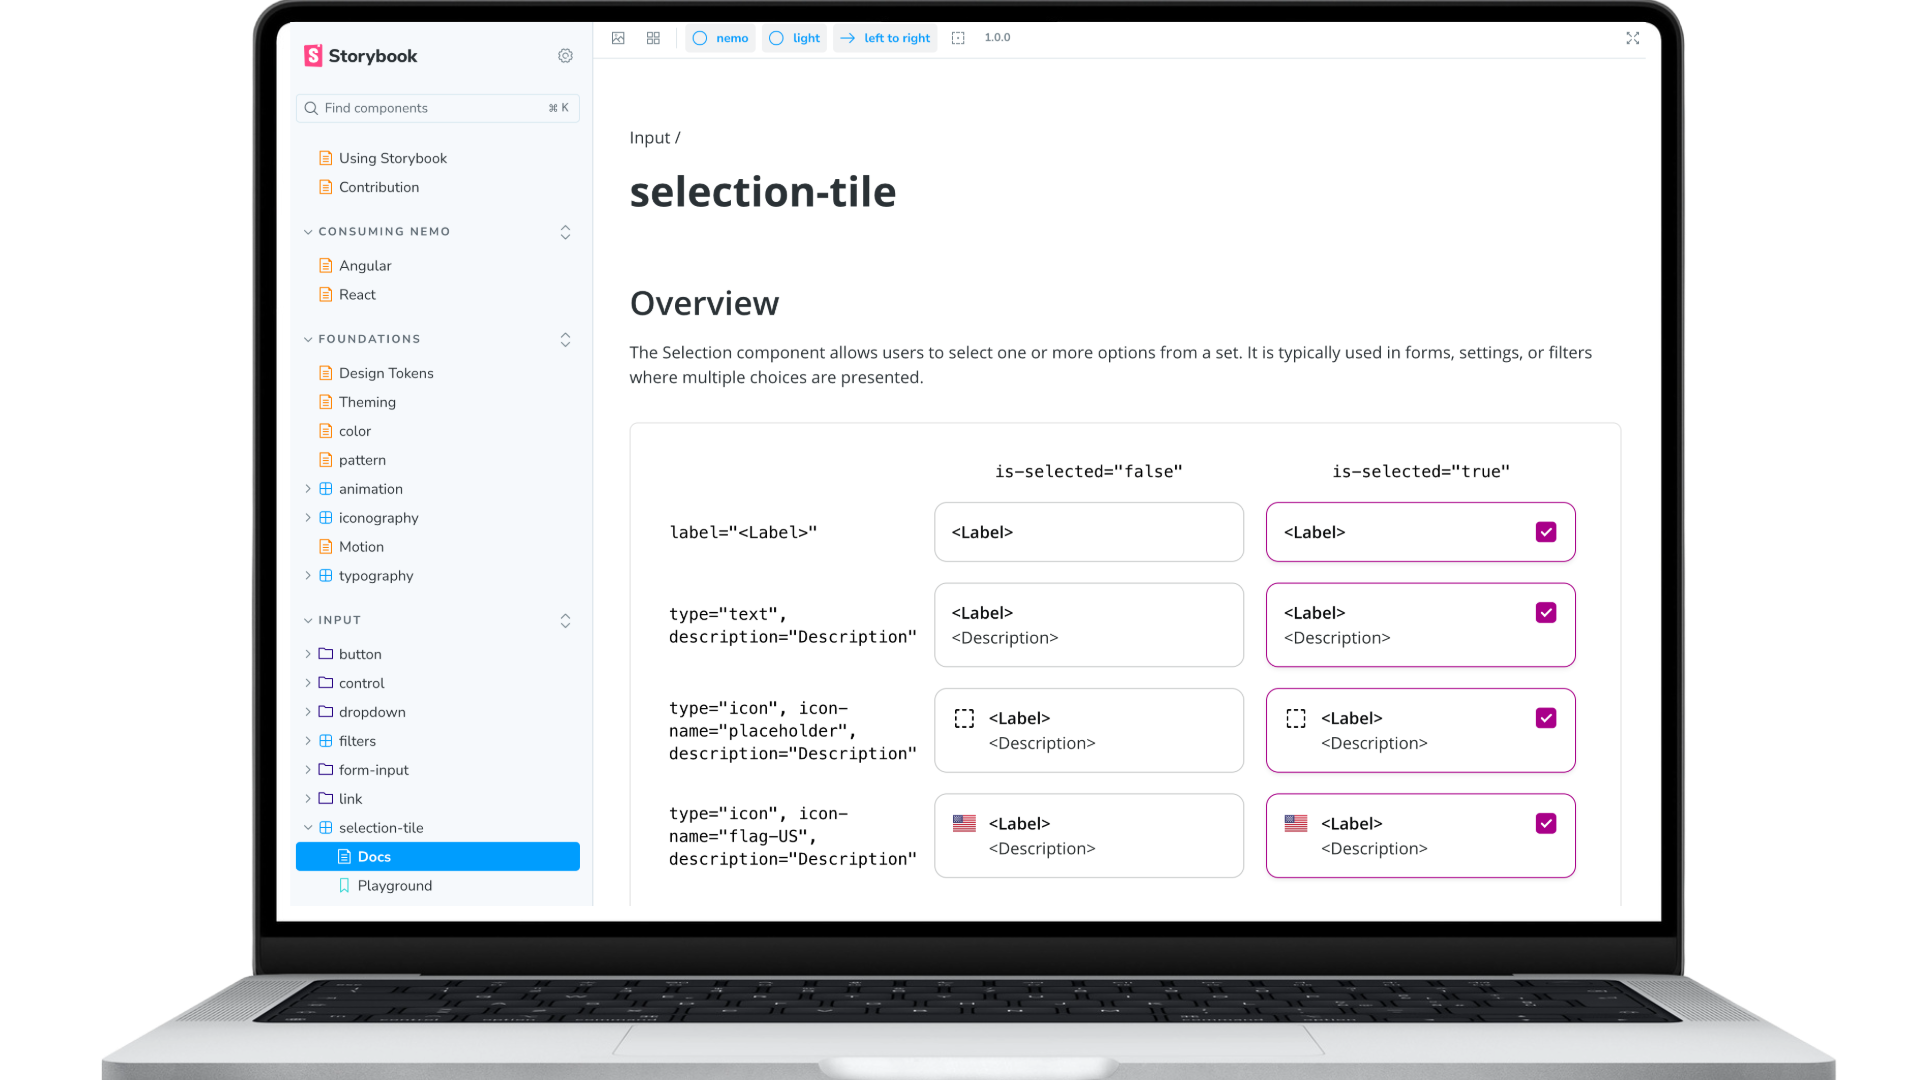 Storybook
Find components
⌘ K
Using Storybook
Contribution
CONSUMING NEMO
Angular
React
FOUNDATIONS
Design Tokens
Theming
color
pattern
animation
iconography
Motion
typography
INPUT
button
control
dropdown
filters
form-input
link
selection-tile
Docs
Playground
nemo
light
left to right
1.0.0
Input /
selection-tile
Overview
The Selection component allows users to select one or more options from a set. It is typically used in forms, settings, or filters
where multiple choices are presented.
is-selected="false"
is-selected="true"
label="<Label>"
<Label>
<Label>
type="text",
description="Description"
<Label>
<Description>
<Label>
<Description>
type="icon", icon-
name="placeholder",
description="Description"
<Label>
<Description>
<Label>
<Description>
type="icon", icon-
name="flag-US",
description="Description"
<Label>
<Description>
<Label>
<Description>